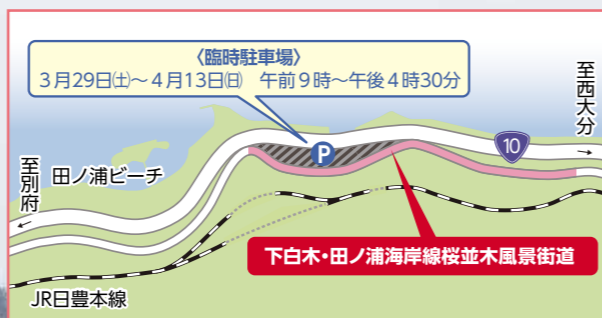 〈臨時駐車場〉
3月29日㈯〜4月13日㈰ 午前9時〜午後4時30分
至西大分
10
P
至別府
田ノ浦ビーチ
下白木・田ノ浦海岸線桜並木風景街道
JR日豊本線